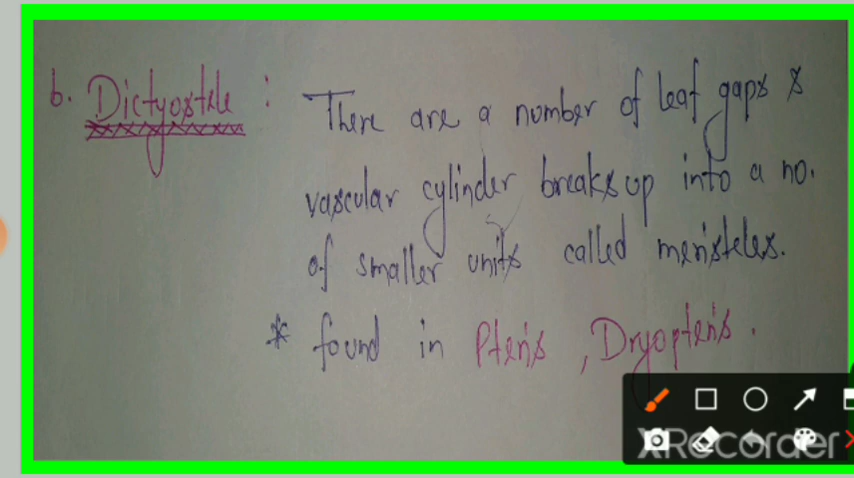 b. Dictyostele : There are a number of leaf gaps &
vascular cylinder breaks up into a no.
of smaller units called meristeles.
* found in Pteris, Dryopteris.
XRecorder